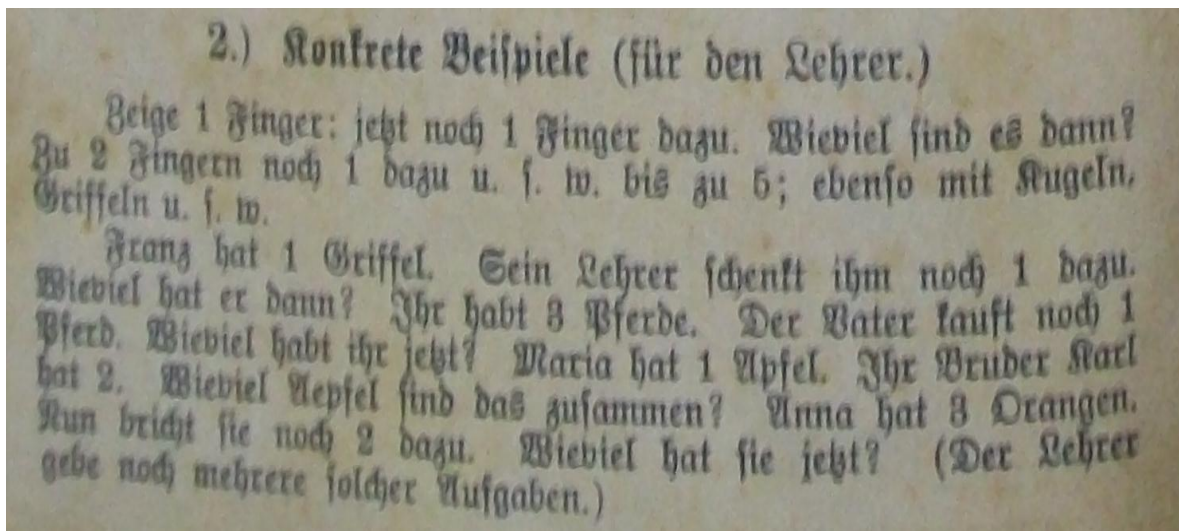 2.) Konkrete Beispiele (für den Lehrer.)
Zeige 1 Finger: jetzt noch 1 Finger dazu. Wieviel sind es dann?
Zu 2 Fingern noch 1 dazu u. s. w. bis zu 5; ebenso mit Kugeln,
Griffeln u. s. w.
Franz hat 1 Griffel. Sein Lehrer schenkt ihm noch 1 dazu.
Wieviel hat er dann? Ihr habt 3 Pferde. Der Vater kauft noch 1
Pferd. Wieviel habt ihr jetzt? Maria hat 1 Apfel. Ihr Bruder Karl
hat 2. Wieviel Aepfel sind das zusammen? Anna hat 3 Orangen.
Nun bricht sie noch 2 dazu. Wieviel hat sie jetzt? (Der Lehrer
gebe noch mehrere solcher Aufgaben.)